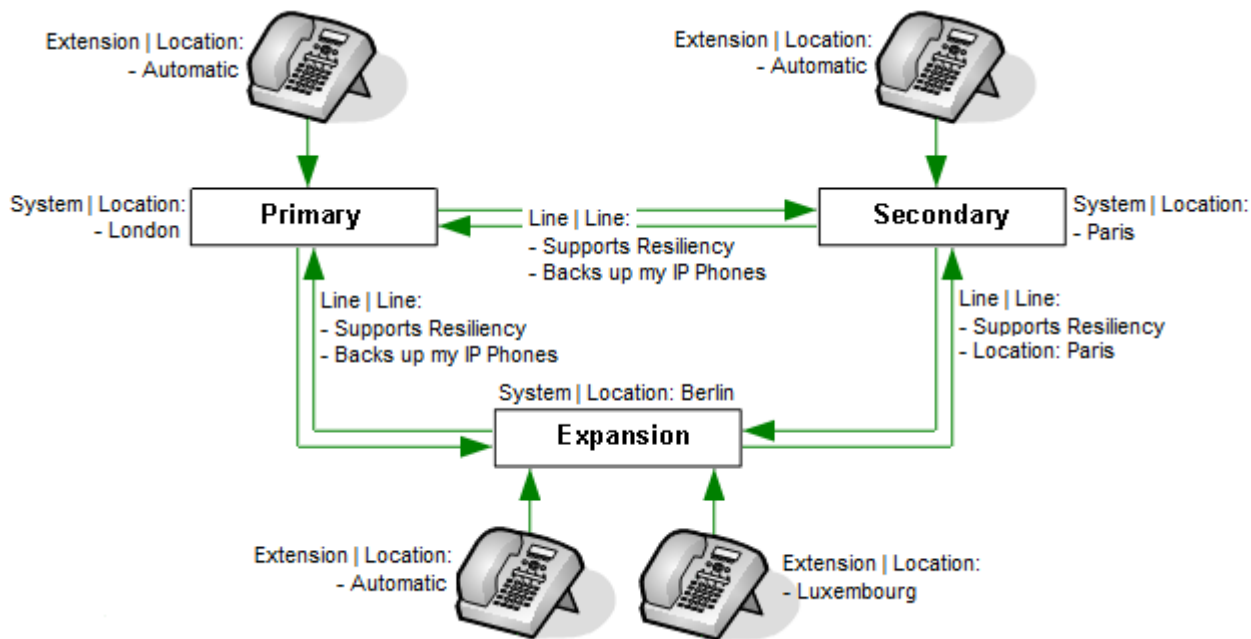 Extension | Location:
- Automatic
Extension | Location:
- Automatic
System | Location:
- London
Primary
Line | Line:
- Supports Resiliency
- Backs up my IP Phones
Secondary
System | Location:
- Paris
Line | Line:
- Supports Resiliency
- Backs up my IP Phones
Line | Line:
- Supports Resiliency
- Location: Paris
System | Location: Berlin
Expansion
Extension | Location:
- Automatic
Extension | Location:
- Luxembourg